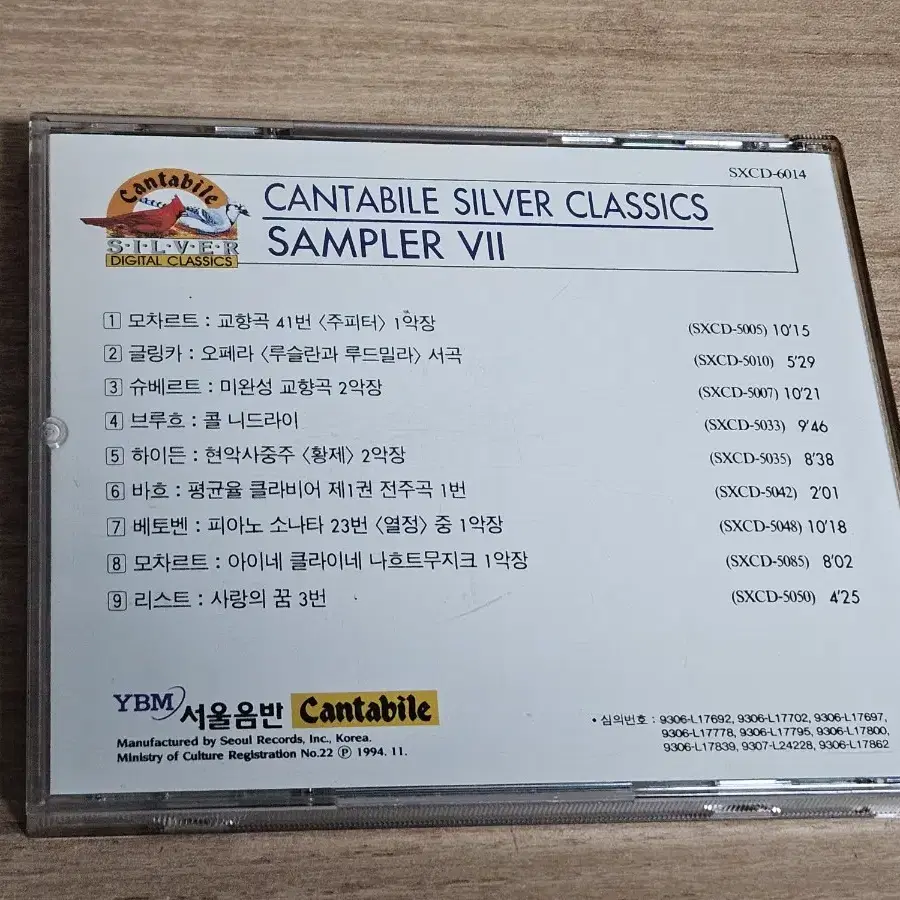 SXCD-6014
Cantabile
S·I·L·V·E·R
DIGITAL CLASSICS
CANTABILE SILVER CLASSICS
SAMPLER VII
1 모차르트 : 교향곡 41번 〈주피터〉 1악장 (SXCD-5005) 10'15
2 글링카 : 오페라 〈루슬란과 루드밀라〉 서곡 (SXCD-5010) 5'29
3 슈베르트 : 미완성 교향곡 2악장 (SXCD-5007) 10'21
4 브루흐 : 콜 니드라이 (SXCD-5033) 9'46
5 하이든 : 현악사중주 〈황제〉 2악장 (SXCD-5035) 8'38
6 바흐 : 평균율 클라비어 제1권 전주곡 1번 (SXCD-5042) 2'01
7 베토벤 : 피아노 소나타 23번 〈열정〉 중 1악장 (SXCD-5048) 10'18
8 모차르트 : 아이네 클라이네 나흐트무지크 1악장 (SXCD-5085) 8'02
9 리스트 : 사랑의 꿈 3번 (SXCD-5050) 4'25
YBM 서울음반 Cantabile
Manufactured by Seoul Records, Inc., Korea.
Ministry of Culture Registration No.22 Ⓟ 1994. 11.
• 심의번호 : 9306-L17692, 9306-L17702, 9306-L17697,
9306-L17778, 9306-L17795, 9306-L17800,
9306-L17839, 9307-L24228, 9306-L17862